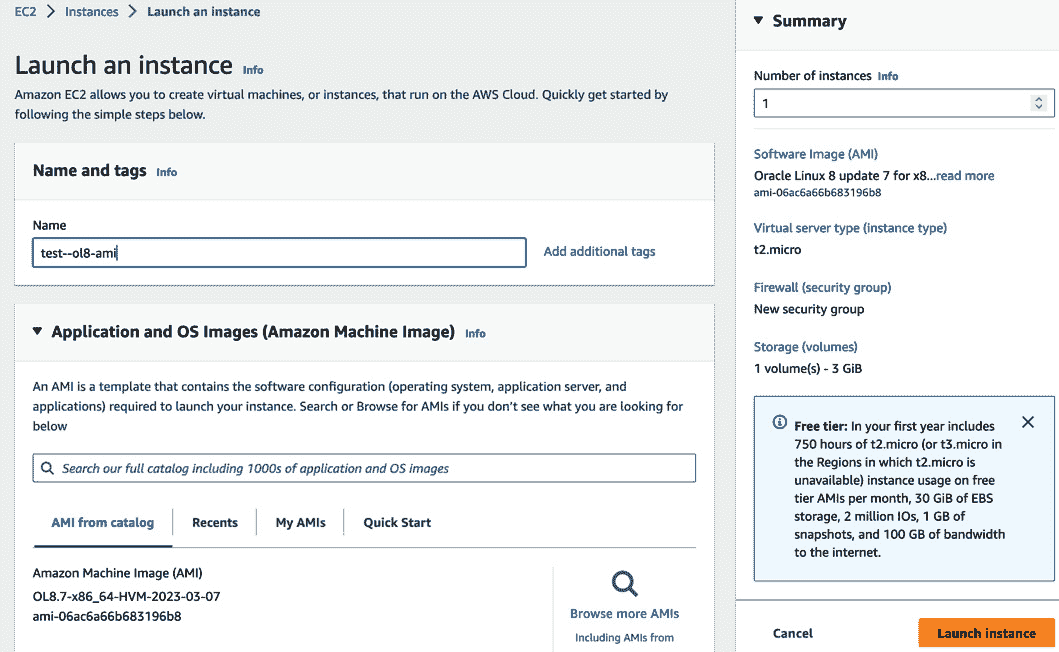 EC2 > Instances > Launch an instance
Launch an instance Info
Amazon EC2 allows you to create virtual machines, or instances, that run on the AWS Cloud. Quickly get started by
following the simple steps below.
Name and tags Info
Name
test--ol8-ami
Add additional tags
Application and OS Images (Amazon Machine Image) Info
An AMI is a template that contains the software configuration (operating system, application server, and
applications) required to launch your instance. Search or Browse for AMIs if you don't see what you are looking for
below
Search our full catalog including 1000s of application and OS images
AMI from catalog
Recents
My AMIs
Quick Start
Amazon Machine Image (AMI)
OL8.7-x86_64-HVM-2023-03-07
ami-06ac6a66b683196b8
Browse more AMIs
Including AMIs from
Summary
Number of instances Info
1
Software Image (AMI)
Oracle Linux 8 update 7 for x8...read more
ami-06ac6a66b683196b8
Virtual server type (instance type)
t2.micro
Firewall (security group)
New security group
Storage (volumes)
1 volume(s) - 3 GiB
Free tier: In your first year includes
750 hours of t2.micro (or t3.micro in
the Regions in which t2.micro is
unavailable) instance usage on free
tier AMIs per month, 30 GiB of EBS
storage, 2 million IOs, 1 GB of
snapshots, and 100 GB of bandwidth
to the internet.
Cancel
Launch instance